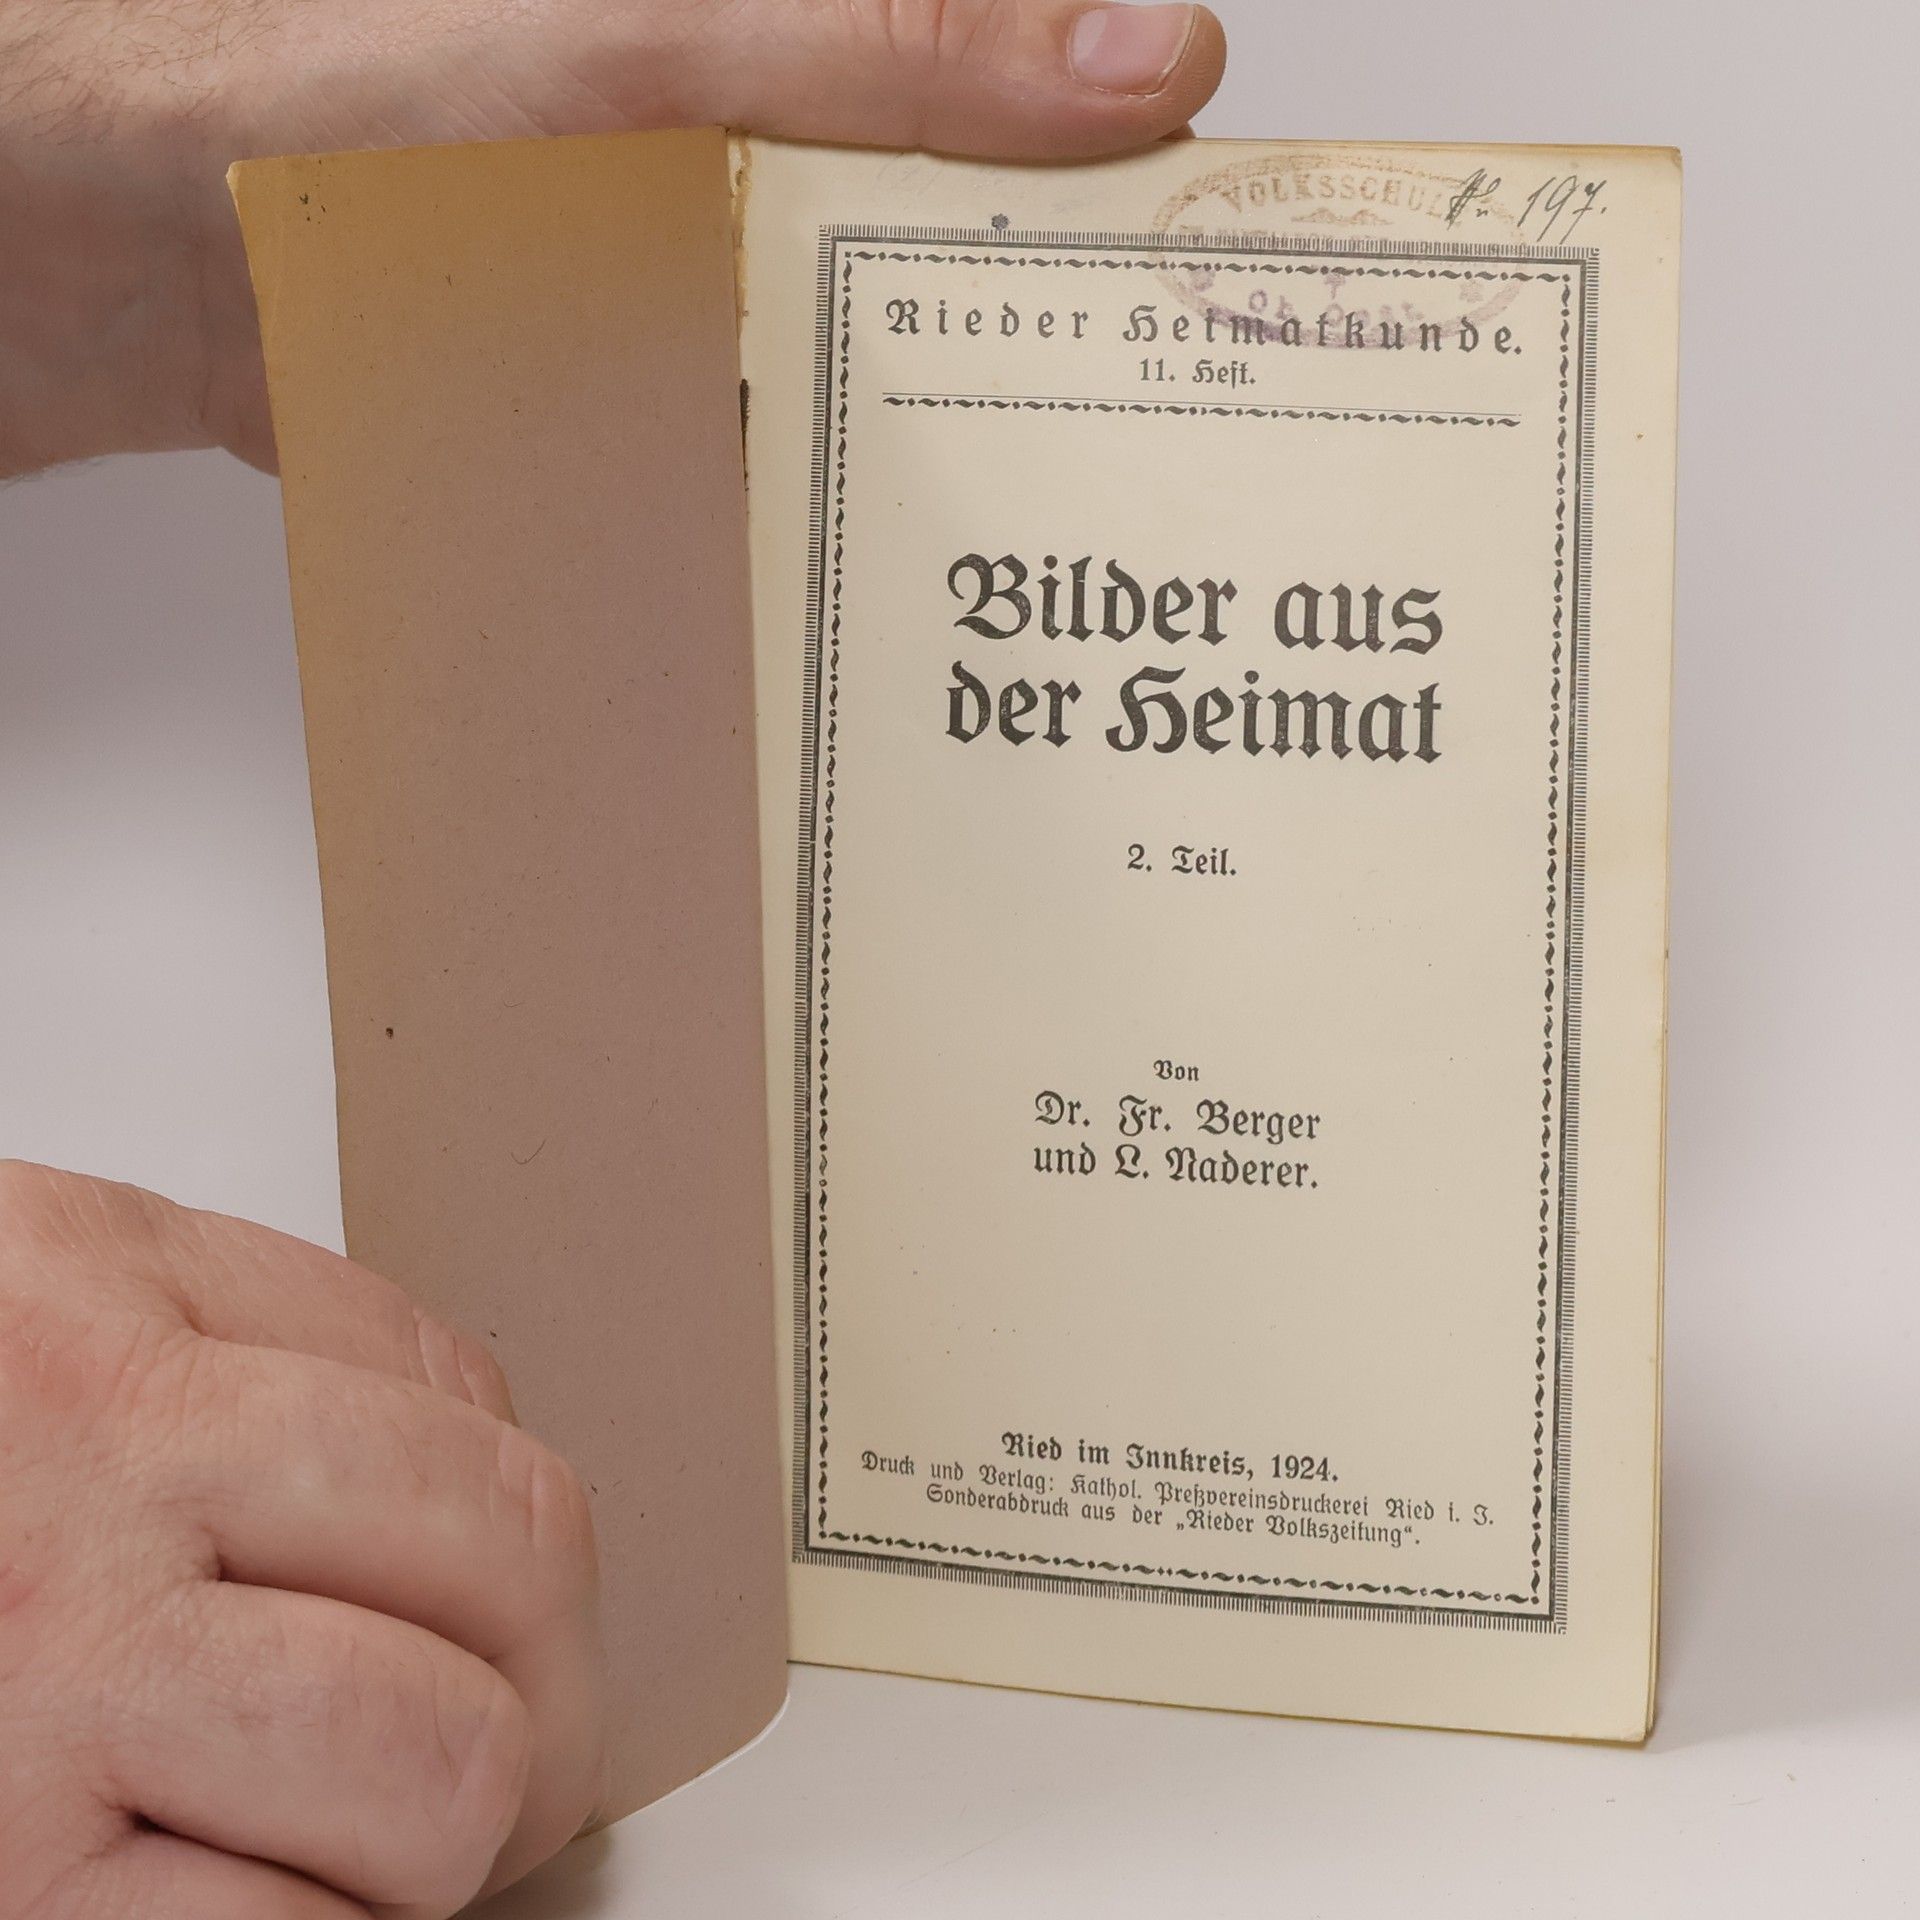 VOLKSSCHULE
No 197.
Rieder Heimatkunde.
11. Heft.
Bilder aus
der Heimat
2. Teil.
Von
Dr. Fr. Berger
und L. Naderer.
Ried im Innkreis, 1924.
Druck und Verlag: Kathol. Preßvereinsdruckerei Ried i. I.
Sonderabdruck aus der „Rieder Volkszeitung“.